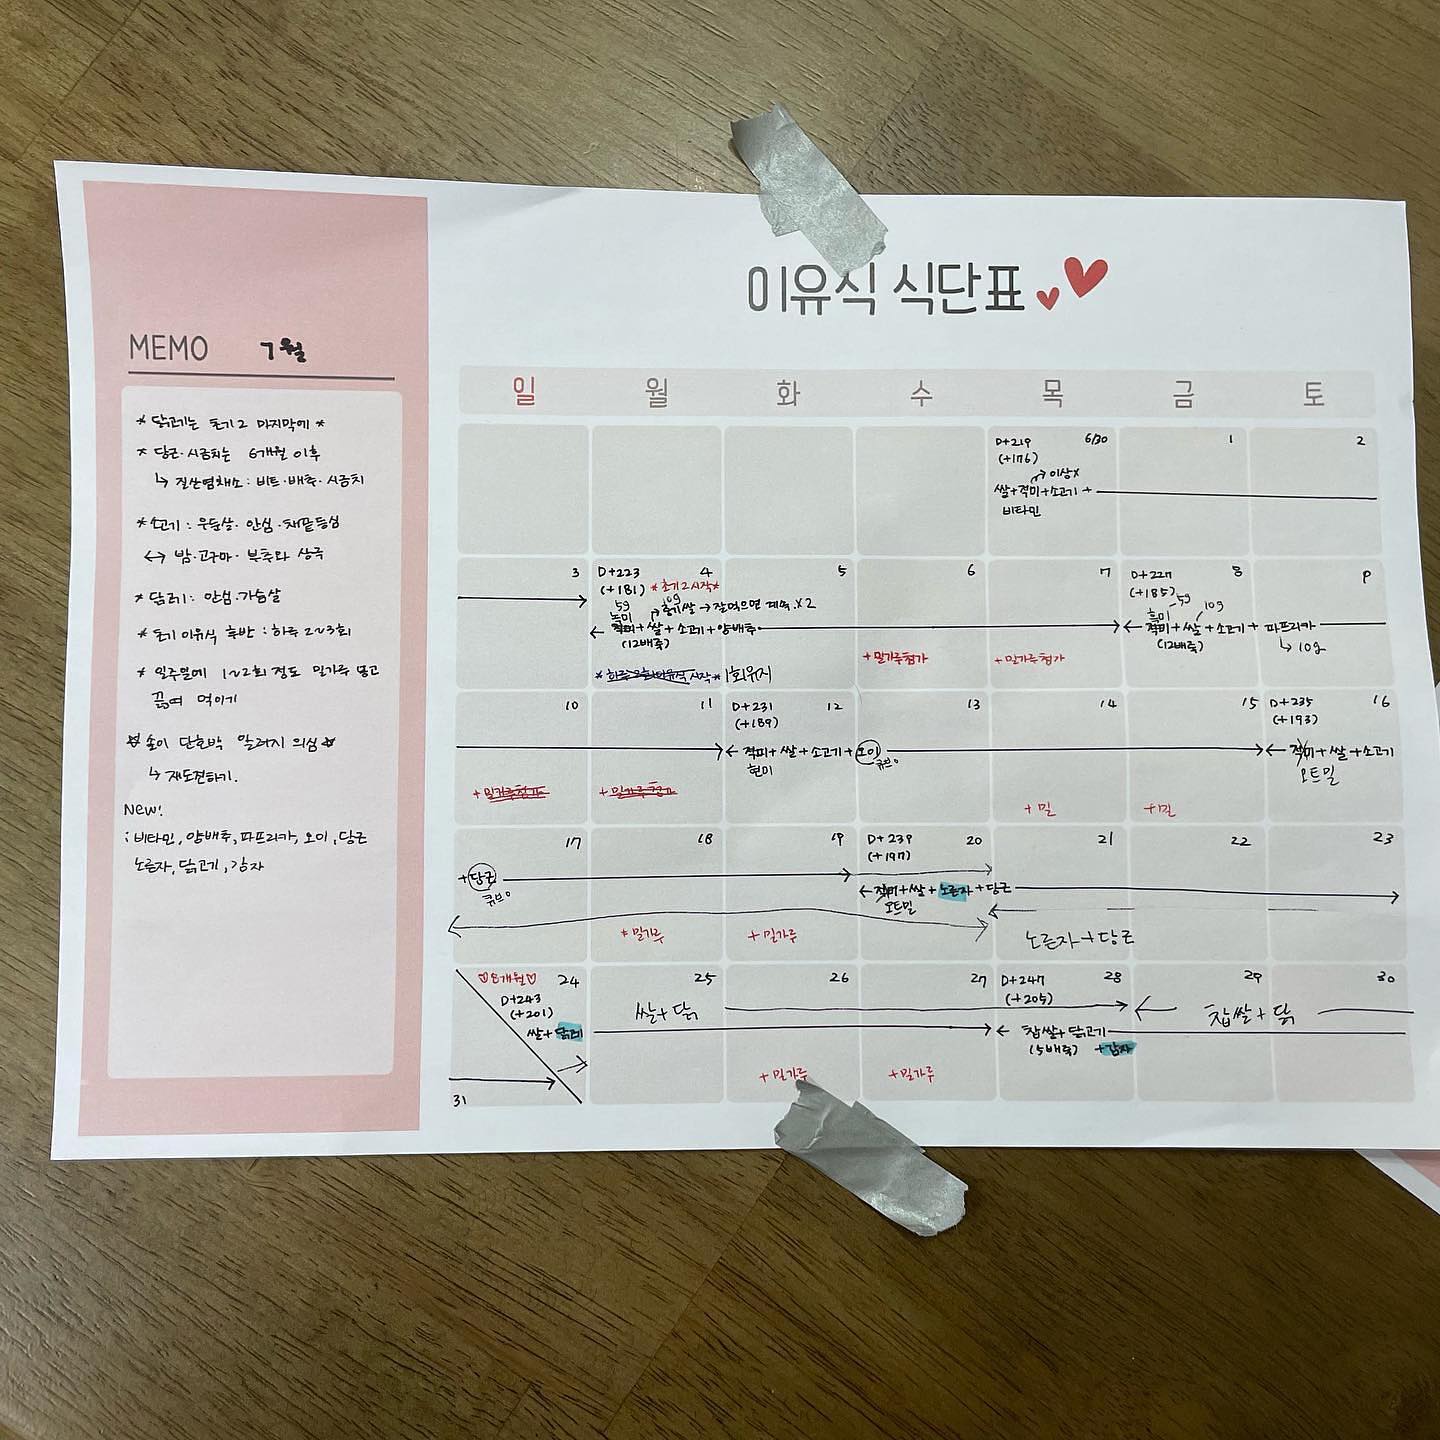 이유식 식단표
MEMO 7월
* 닭고기는 초기2 마지막에 *
* 당근·시금치는 6개월 이후
↳ 질산염채소 : 비트·배추·시금치
* 소고기 : 우둔살·안심·채끝등심
↔ 밤·고구마·부추와 상극
* 닭고기 : 안심·가슴살
* 초기 이유식 후반 : 하루 2~3회
* 일주일에 1~2회 정도 밀가루 넣고
끓여 먹이기
단호박 알러지 의심
↳ 재도전하기.
New!
; 비타민, 양배추, 파프리카, 오이, 당근
노른자, 닭고기, 감자
일 월 화 수 목 금 토
D+219 6/30 1 2
(+176)
→ 이상X
쌀+적미+소고기+
비타민
3 D+223 4 5 6 7 D+227 8 9
(+181) *초기2 시작* (+185)
5g 10g 5g 10g
→ 중기쌀 → 잘먹으면 계속.X2
적미+쌀+소고기+양배추 적미+쌀+소고기+파프리카
(12배죽) (12배죽) ↳ 10g
+밀가루첨가 +밀가루첨가
*하루 2회 이유식 시작* 1회유지
10 11 D+231 12 13 14 15 D+235 16
(+189) (+193)
적미+쌀+소고기+오이 적미+쌀+소고기
현미 큐브o 오트밀
+밀가루첨가 +밀가루첨가 +밀 +밀
17 18 19 D+239 20 21 22 23
(+197)
+당근 적미+쌀+노른자+당근
큐브o 오트밀
*밀가루 +밀가루 노른자+당근
♡8개월♡ 24 25 26 27 D+247 28 29 30
D+243 (+205)
(+201) 쌀+닭 찹쌀+닭
쌀+닭고기 찹쌀+닭고기
(5배죽) +감자
+밀가루 +밀가루
31